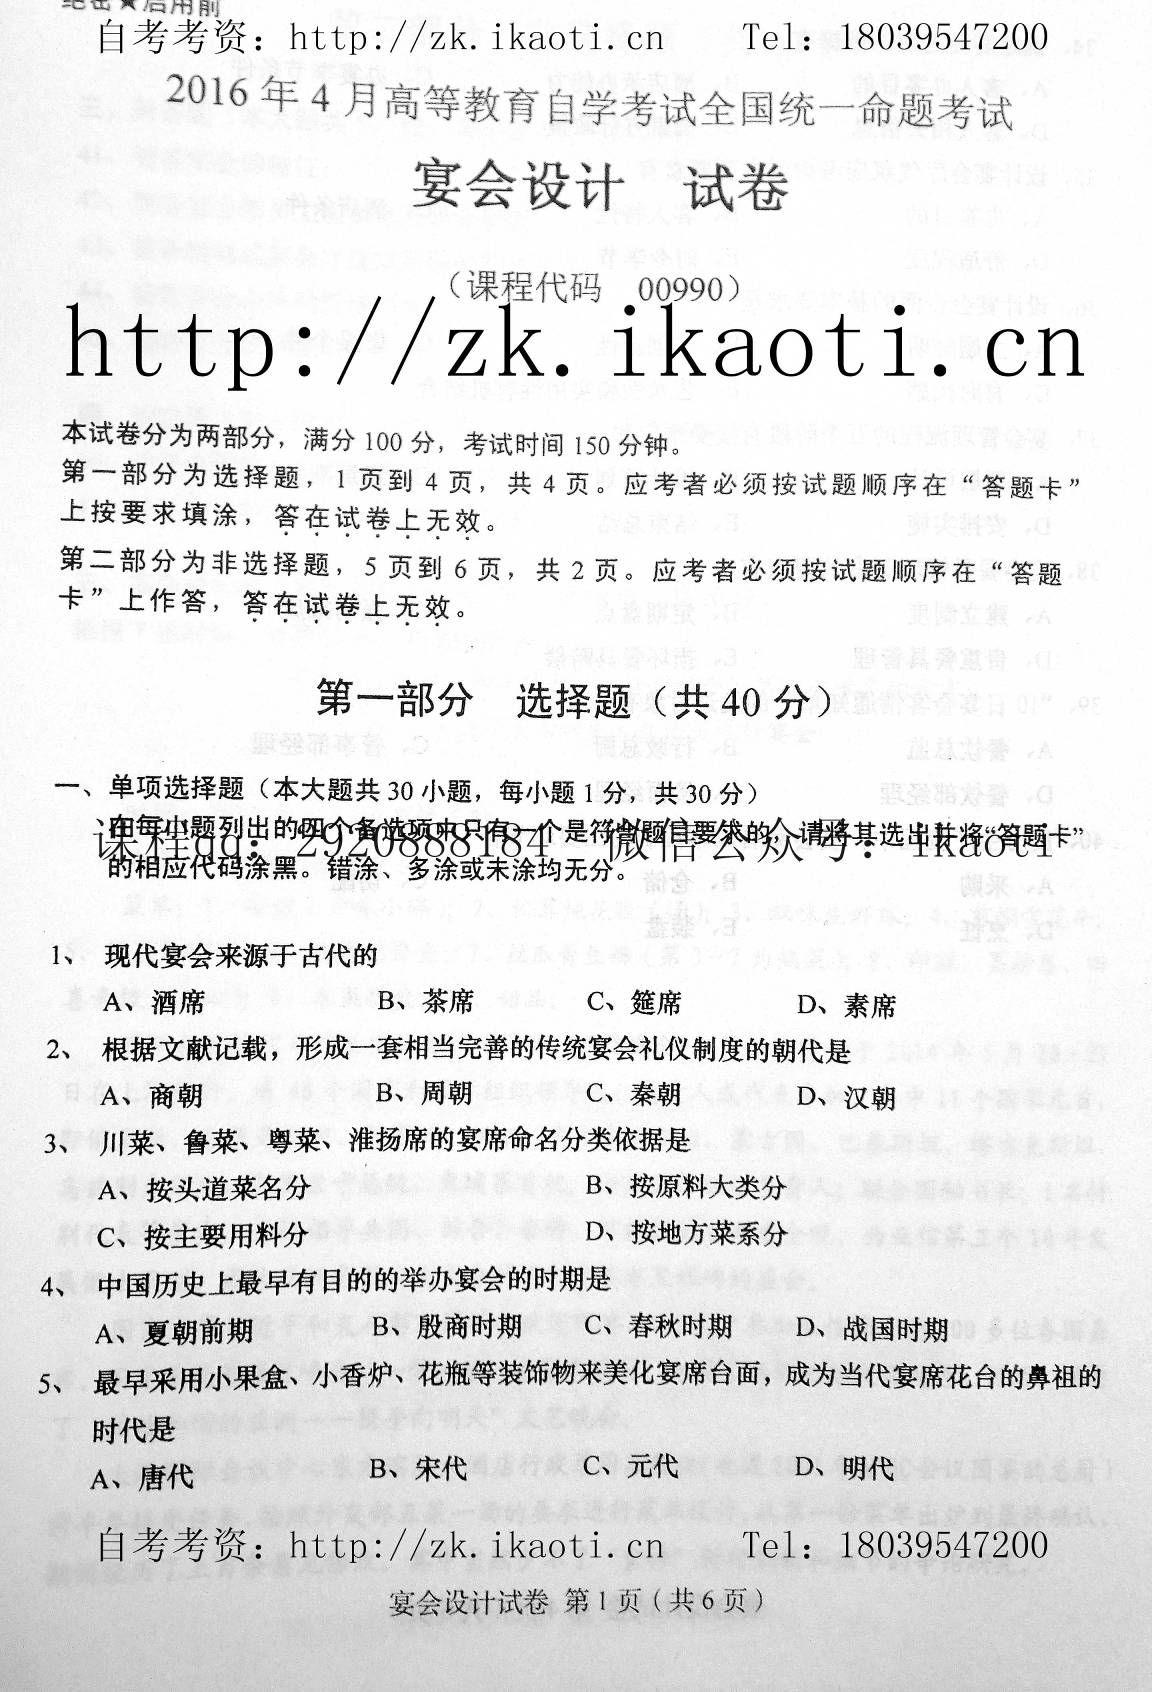 绝密★启用前
自考考资：http://zk.ikaoti.cn Tel：18039547200
2016 年 4 月高等教育自学考试全国统一命题考试
宴会设计 试卷
（课程代码 00990）
http://zk.ikaoti.cn
本试卷分为两部分，满分 100 分，考试时间 150 分钟。
第一部分为选择题，1 页到 4 页，共 4 页。应考者必须按试题顺序在“答题卡”
上按要求填涂，答在试卷上无效。
第二部分为非选择题，5 页到 6 页，共 2 页。应考者必须按试题顺序在“答题
卡”上作答，答在试卷上无效。
第一部分 选择题（共 40 分）
一、单项选择题（本大题共 30 小题，每小题 1 分，共 30 分）
在每小题列出的四个备选项中只有一个是符合题目要求的，请将其选出并将“答题卡”
课程qq：2920888184 微信公众号：ikaoti
的相应代码涂黑。错涂、多涂或未涂均无分。
1、 现代宴会来源于古代的
A、酒席 B、茶席 C、筵席 D、素席
2、 根据文献记载，形成一套相当完善的传统宴会礼仪制度的朝代是
A、商朝 B、周朝 C、秦朝 D、汉朝
3、 川菜、鲁菜、粤菜、淮扬席的宴席命名分类依据是
A、按头道菜名分 B、按原料大类分
C、按主要用料分 D、按地方菜系分
4、 中国历史上最早有目的的举办宴会的时期是
A、夏朝前期 B、殷商时期 C、春秋时期 D、战国时期
5、 最早采用小果盒、小香炉、花瓶等装饰物来美化宴席台面，成为当代宴席花台的鼻祖的
时代是
A、唐代 B、宋代 C、元代 D、明代
自考考资：http://zk.ikaoti.cn Tel：18039547200
宴会设计试卷 第 1 页（共 6 页）